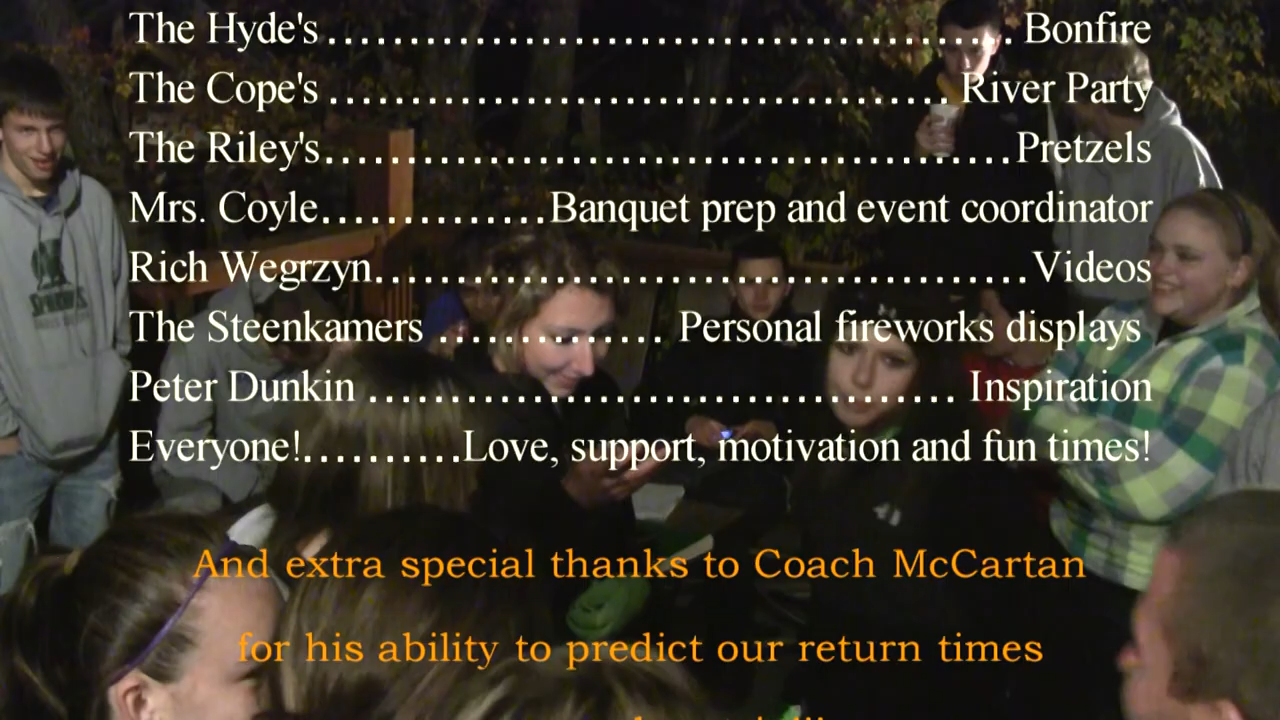 The Hyde's ........................................................ Bonfire
The Cope's .................................................. River Party
The Riley's.......................................................Pretzels
Mrs. Coyle..............Banquet prep and event coordinator
Rich Wegrzyn....................................................Videos
The Steenkamers .............. Personal fireworks displays
Peter Dunkin ............................................... Inspiration
Everyone!..........Love, support, motivation and fun times!
And extra special thanks to Coach McCartan
for his ability to predict our return times